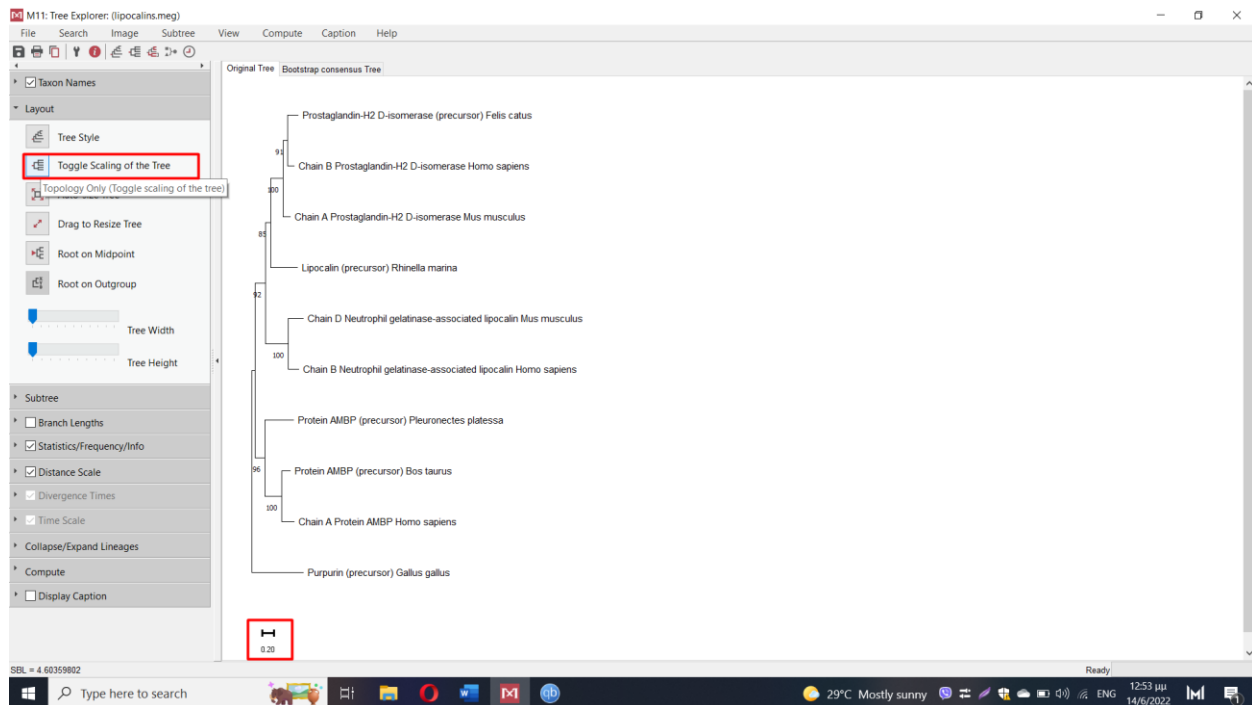 M11: Tree Explorer: (lipocalins.meg)
File Search Image Subtree View Compute Caption Help
Taxon Names
Layout
Tree Style
Toggle Scaling of the Tree
Topology Only (Toggle scaling of the tree)
Drag to Resize Tree
Root on Midpoint
Root on Outgroup
Tree Width
Tree Height
Subtree
Branch Lengths
Statistics/Frequency/Info
Distance Scale
Divergence Times
Time Scale
Collapse/Expand Lineages
Compute
Display Caption
Original Tree Bootstrap consensus Tree
Prostaglandin-H2 D-isomerase (precursor) Felis catus
91
Chain B Prostaglandin-H2 D-isomerase Homo sapiens
100
Chain A Prostaglandin-H2 D-isomerase Mus musculus
85
Lipocalin (precursor) Rhinella marina
92
Chain D Neutrophil gelatinase-associated lipocalin Mus musculus
100
Chain B Neutrophil gelatinase-associated lipocalin Homo sapiens
Protein AMBP (precursor) Pleuronectes platessa
96
Protein AMBP (precursor) Bos taurus
100
Chain A Protein AMBP Homo sapiens
Purpurin (precursor) Gallus gallus
0.20
SBL = 4.60359802
Ready
Type here to search
29°C Mostly sunny
ENG
12:53 μμ
14/6/2022